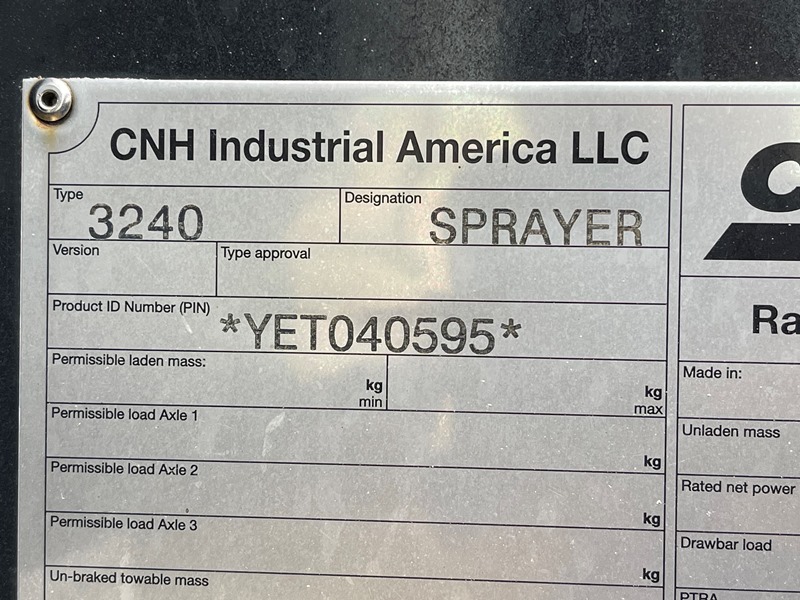 CNH Industrial America LLC
Type
3240
Designation
SPRAYER
Version
Type approval
Product ID Number (PIN)
*YET040595*
Permissible laden mass:
kg
min
kg
max
Permissible load Axle 1
kg
Permissible load Axle 2
kg
Permissible load Axle 3
kg
Un-braked towable mass
Ra
Made in:
Unladen mass
Rated net power
Drawbar load
PTRA